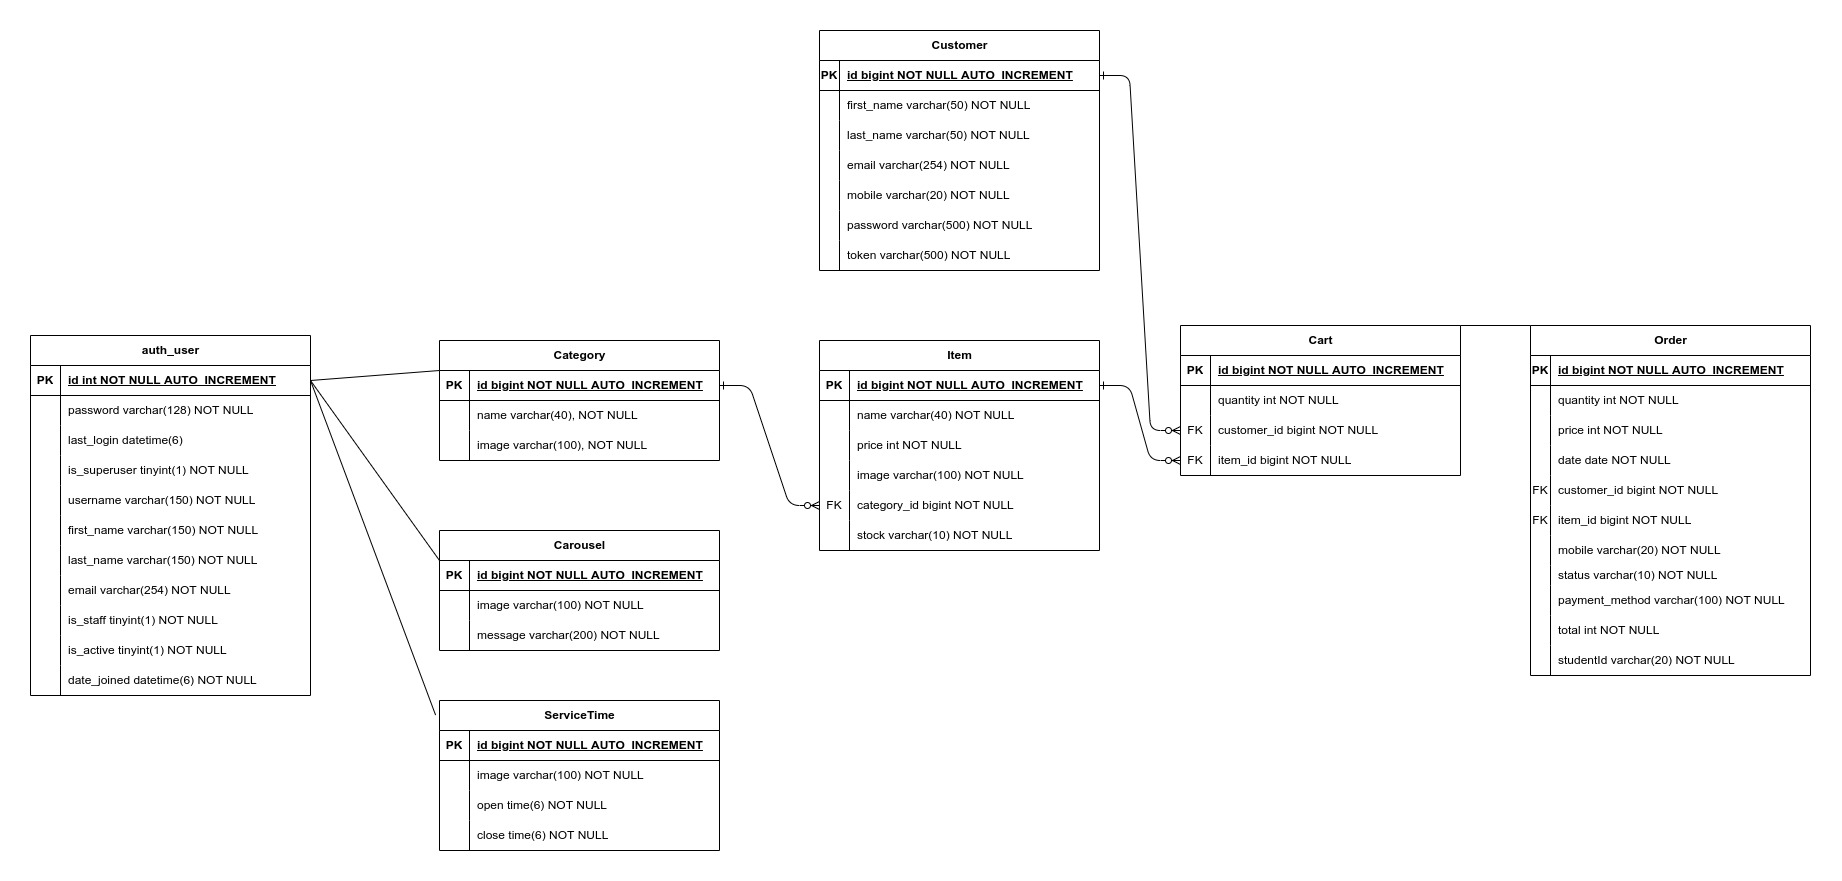 Customer
PK id bigint NOT NULL AUTO_INCREMENT
first_name varchar(50) NOT NULL
last_name varchar(50) NOT NULL
email varchar(254) NOT NULL
mobile varchar(20) NOT NULL
password varchar(500) NOT NULL
token varchar(500) NOT NULL
auth_user
PK id int NOT NULL AUTO_INCREMENT
password varchar(128) NOT NULL
last_login datetime(6)
is_superuser tinyint(1) NOT NULL
username varchar(150) NOT NULL
first_name varchar(150) NOT NULL
last_name varchar(150) NOT NULL
email varchar(254) NOT NULL
is_staff tinyint(1) NOT NULL
is_active tinyint(1) NOT NULL
date_joined datetime(6) NOT NULL
Category
PK id bigint NOT NULL AUTO_INCREMENT
name varchar(40), NOT NULL
image varchar(100), NOT NULL
Carousel
PK id bigint NOT NULL AUTO_INCREMENT
image varchar(100) NOT NULL
message varchar(200) NOT NULL
ServiceTime
PK id bigint NOT NULL AUTO_INCREMENT
image varchar(100) NOT NULL
open time(6) NOT NULL
close time(6) NOT NULL
Item
PK id bigint NOT NULL AUTO_INCREMENT
name varchar(40) NOT NULL
price int NOT NULL
image varchar(100) NOT NULL
FK category_id bigint NOT NULL
stock varchar(10) NOT NULL
Cart
PK id bigint NOT NULL AUTO_INCREMENT
quantity int NOT NULL
FK customer_id bigint NOT NULL
FK item_id bigint NOT NULL
Order
PK id bigint NOT NULL AUTO_INCREMENT
quantity int NOT NULL
price int NOT NULL
date date NOT NULL
FK customer_id bigint NOT NULL
FK item_id bigint NOT NULL
mobile varchar(20) NOT NULL
status varchar(10) NOT NULL
payment_method varchar(100) NOT NULL
total int NOT NULL
studentId varchar(20) NOT NULL